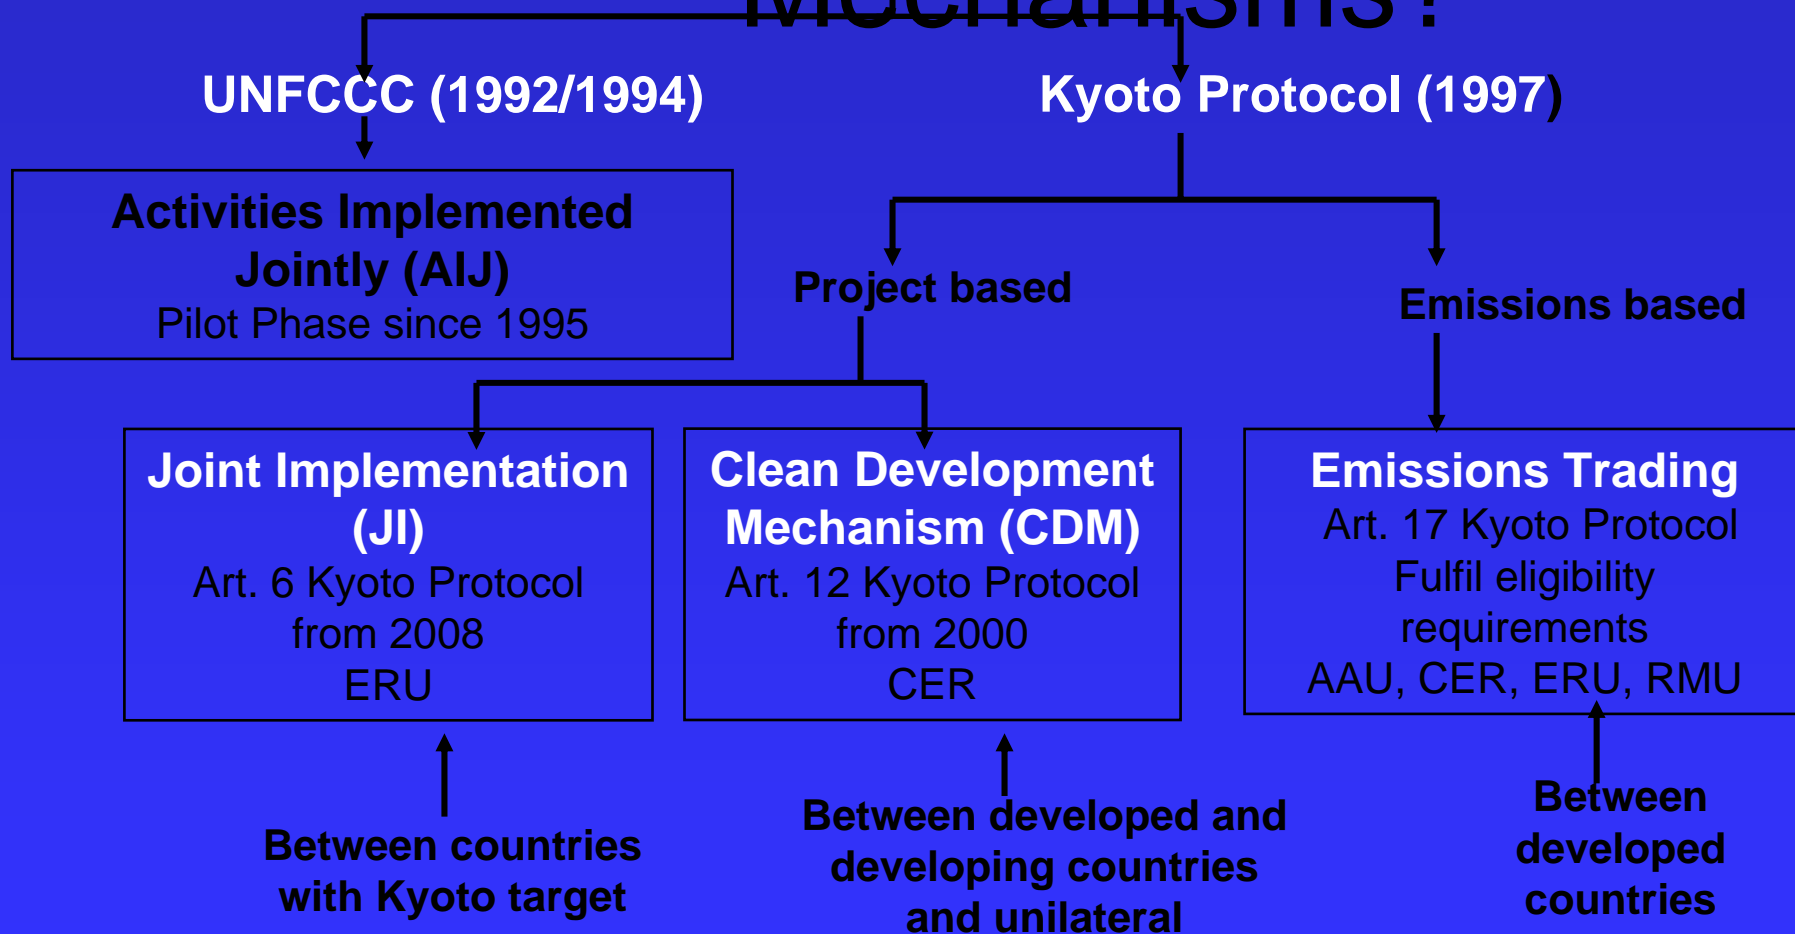 Mechanisms?
UNFCCC (1992/1994)
Kyoto Protocol (1997)
Activities Implemented
Jointly (AIJ)
Pilot Phase since 1995
Project based
Emissions based
Joint Implementation
(JI)
Art. 6 Kyoto Protocol
from 2008
ERU
Clean Development
Mechanism (CDM)
Art. 12 Kyoto Protocol
from 2000
CER
Emissions Trading
Art. 17 Kyoto Protocol
Fulfil eligibility
requirements
AAU, CER, ERU, RMU
Between countries
with Kyoto target
Between developed and
developing countries
and unilateral
Between
developed
countries